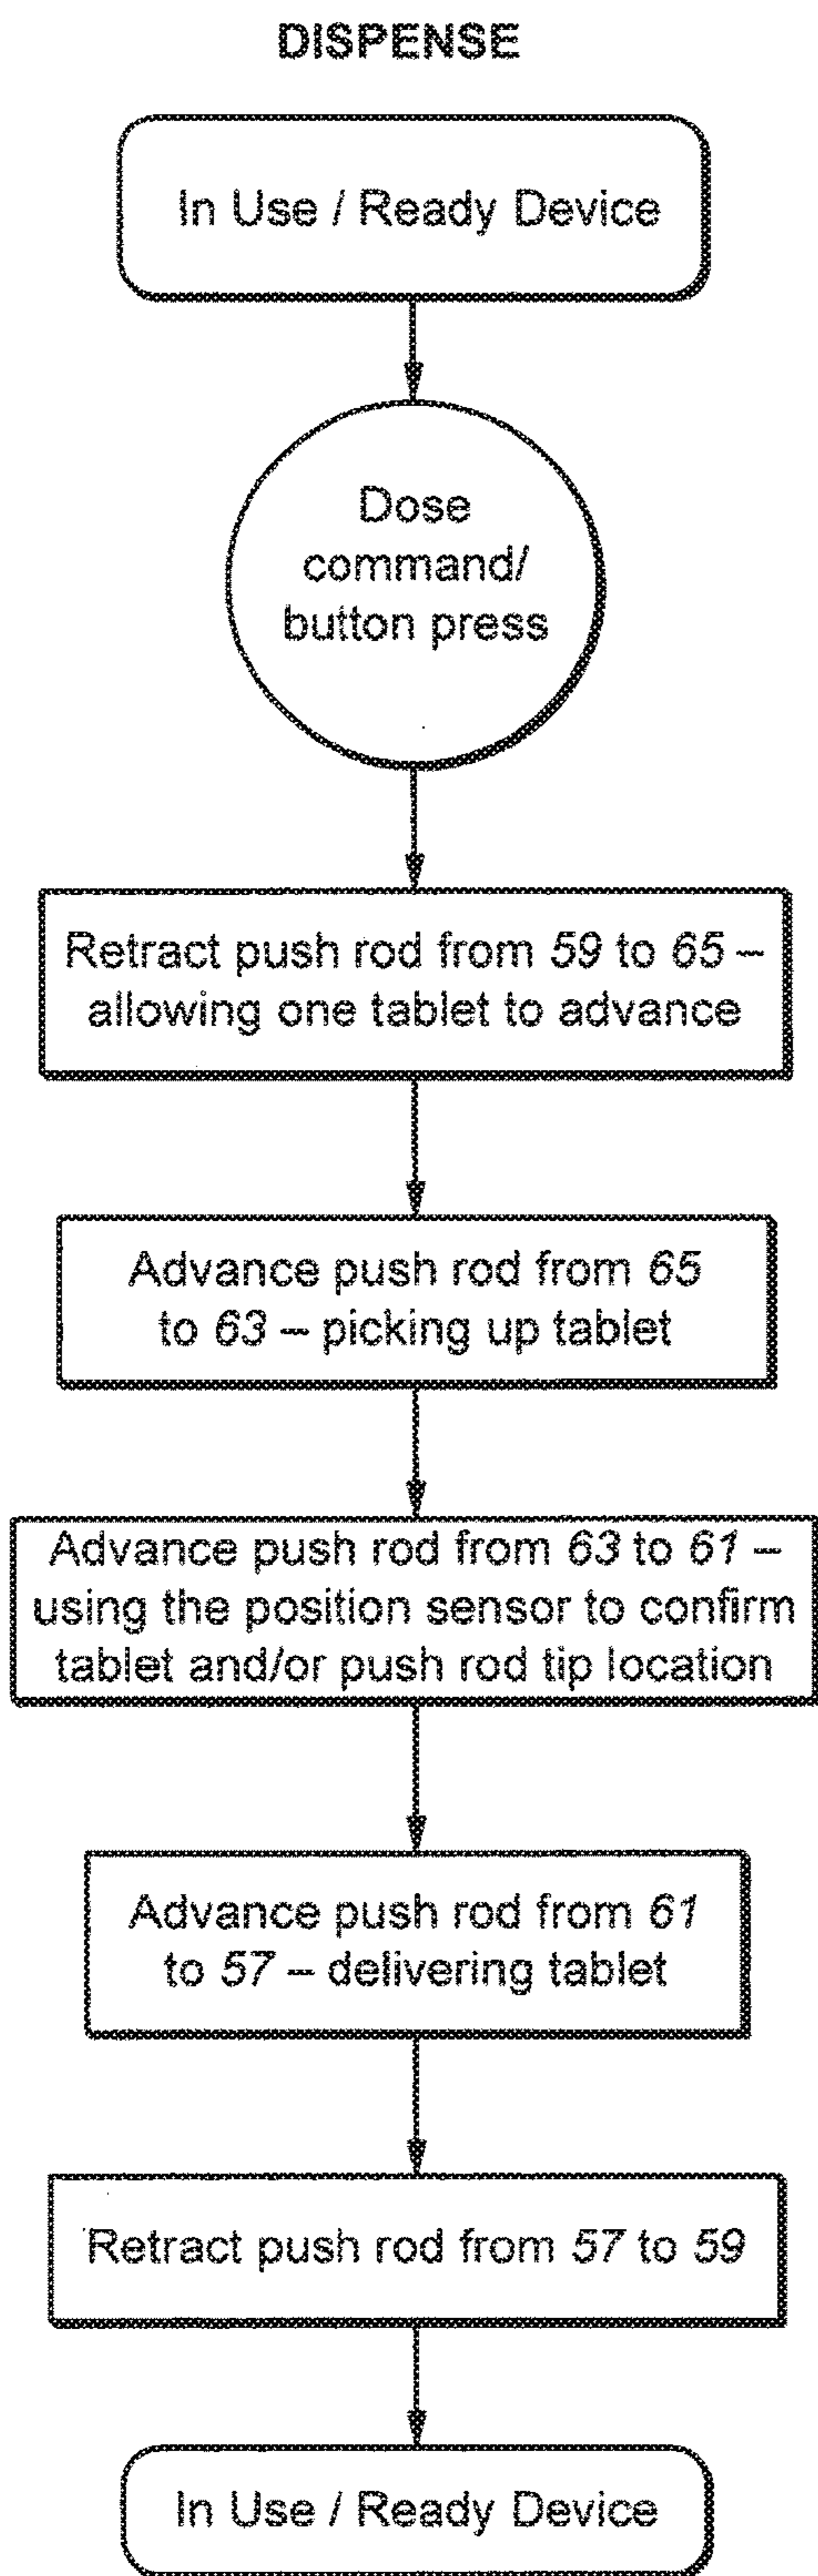 DISPENSE
In Use / Ready Device
Dose
command/
button press
Retract push rod from 59 to 65 –
allowing one tablet to advance
Advance push rod from 65
to 63 – picking up tablet
Advance push rod from 63 to 61 –
using the position sensor to confirm
tablet and/or push rod tip location
Advance push rod from 61
to 57 – delivering tablet
Retract push rod from 57 to 59
In Use / Ready Device